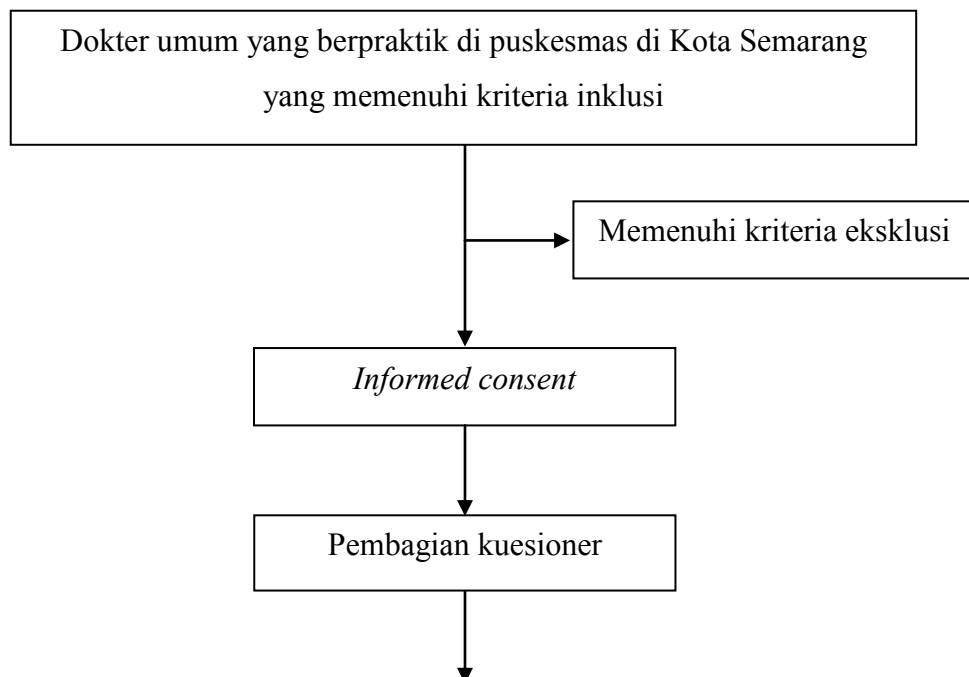 Dokter umum yang berpraktik di puskesmas di Kota Semarang
yang memenuhi kriteria inklusi
Memenuhi kriteria eksklusi
Informed consent
Pembagian kuesioner